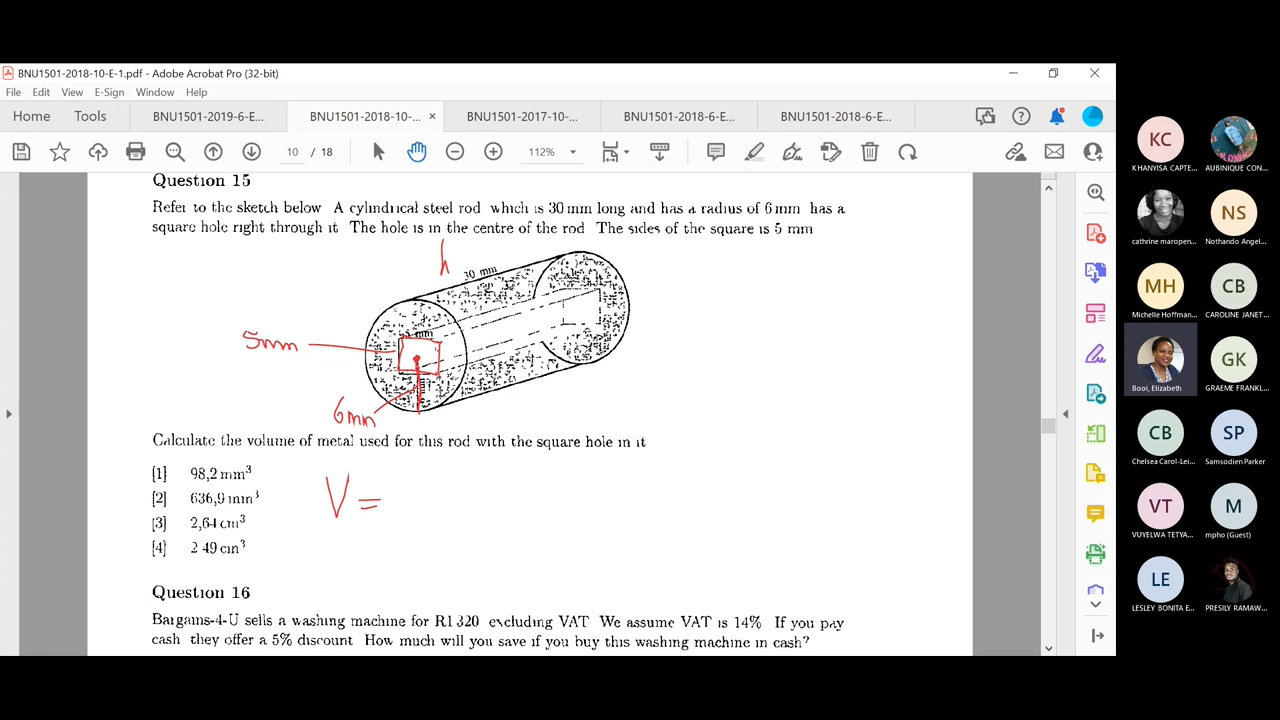 BNU1501-2018-10-E-1.pdf - Adobe Acrobat Pro (32-bit)
File Edit View E-Sign Window Help
Home Tools BNU1501-2019-6-E... BNU1501-2018-10-... × BNU1501-2017-10-... BNU1501-2018-6-E... BNU1501-2018-6-E...
10 / 18 112%
Question 15
Refer to the sketch below A cylindrical steel rod which is 30 mm long and has a radius of 6 mm has a
square hole right through it The hole is in the centre of the rod The sides of the square is 5 mm
h
30 mm
mm
5mm
6mm
Calculate the volume of metal used for this rod with the square hole in it
[1] 98,2 mm³
[2] 636,9 mm³
[3] 2,64 cm³
[4] 2 49 cm³
V =
Question 16
Bargains-4-U sells a washing machine for R1 320 excluding VAT We assume VAT is 14% If you pay
cash they offer a 5% discount How much will you save if you buy this washing machine in cash?
KC
KHANYISA CAPTE...
AUBINIQUE CON...
cathrine maropen...
NS
Nothando Angel...
MH
Michelle Hoffman...
CB
CAROLINE JANET...
Booi, Elizabeth
GK
GRAEME FRANKL...
CB
Chelsea Carol-Lei...
SP
Samsodien Parker
VT
VUYELWA TETYA...
M
mpho (Guest)
LE
LESLEY BONITA E...
PRESILY RAMAW...